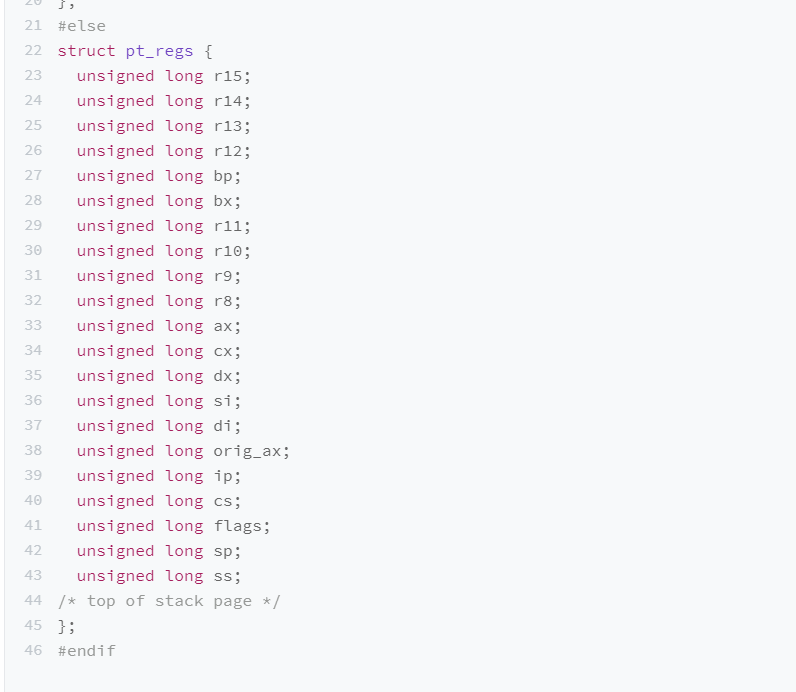 20 };
21 #else
22 struct pt_regs {
23   unsigned long r15;
24   unsigned long r14;
25   unsigned long r13;
26   unsigned long r12;
27   unsigned long bp;
28   unsigned long bx;
29   unsigned long r11;
30   unsigned long r10;
31   unsigned long r9;
32   unsigned long r8;
33   unsigned long ax;
34   unsigned long cx;
35   unsigned long dx;
36   unsigned long si;
37   unsigned long di;
38   unsigned long orig_ax;
39   unsigned long ip;
40   unsigned long cs;
41   unsigned long flags;
42   unsigned long sp;
43   unsigned long ss;
44 /* top of stack page */
45 };
46 #endif